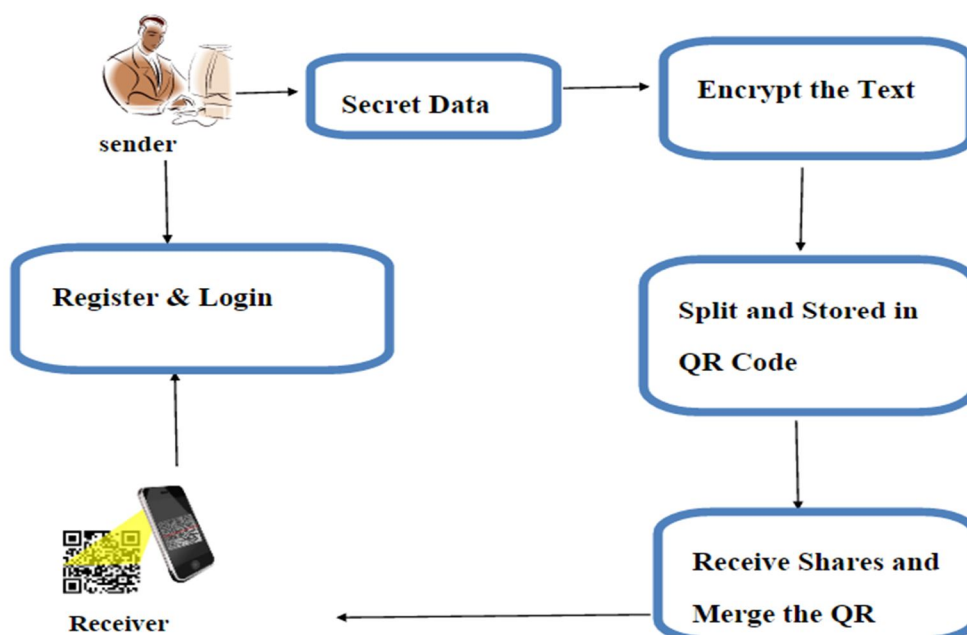 sender
Secret Data
Encrypt the Text
Register & Login
Split and Stored in
QR Code
Receive Shares and
Merge the QR
Receiver